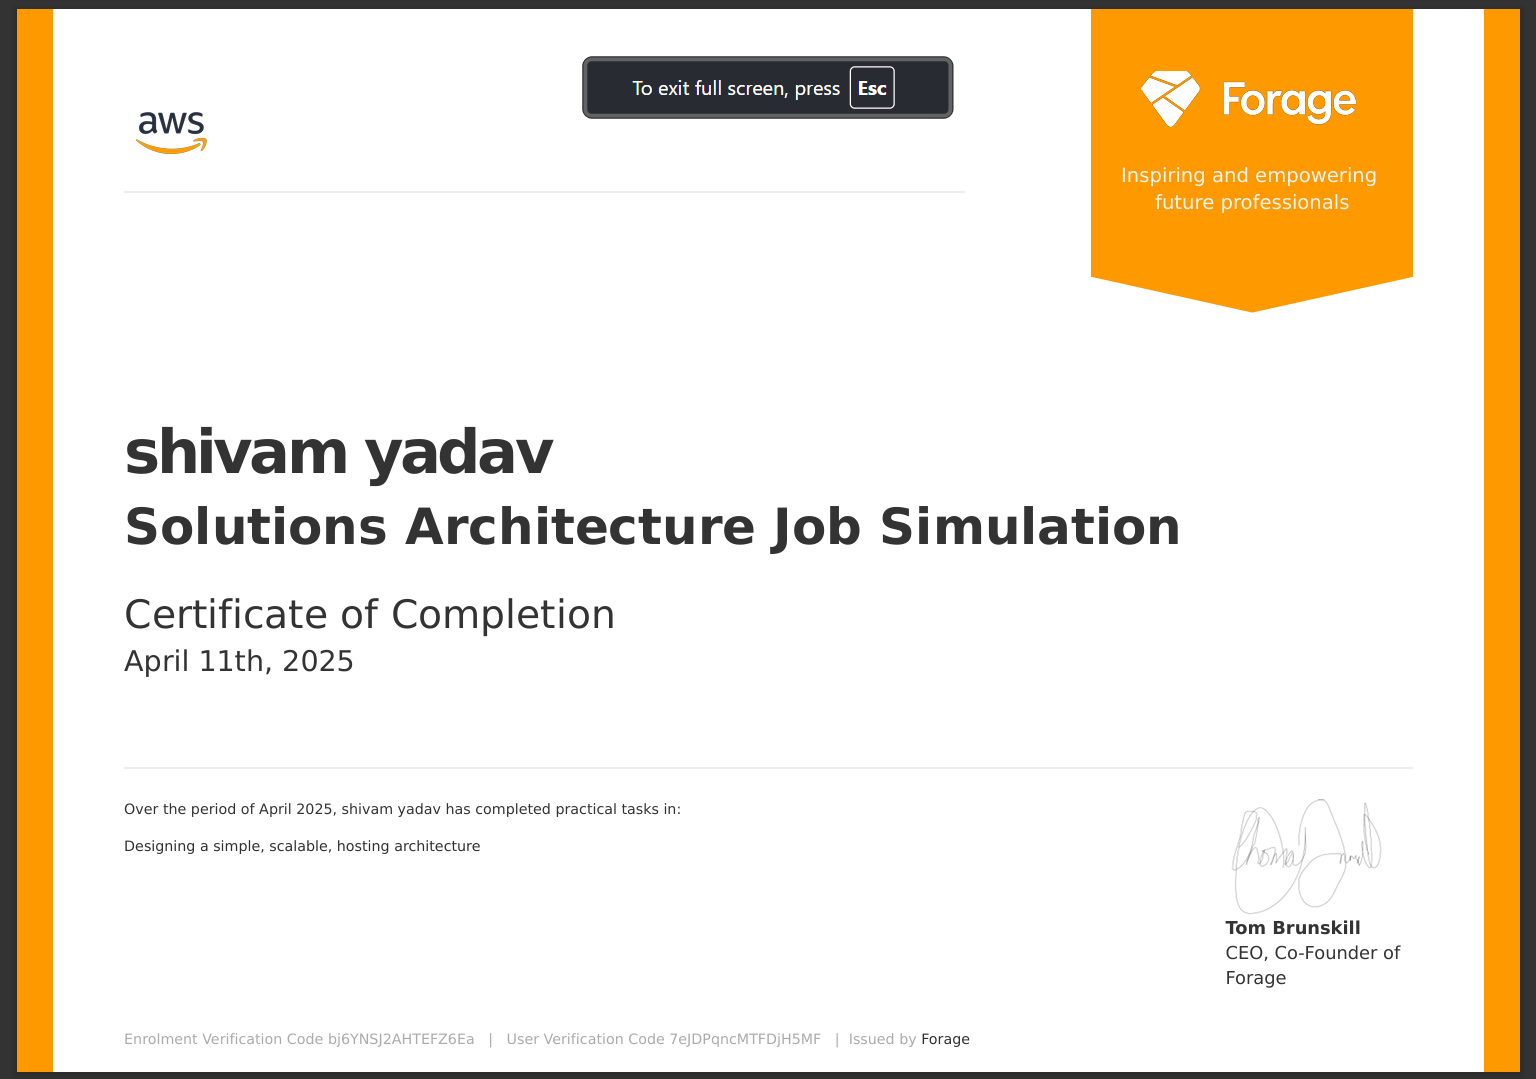 To exit full screen, press Esc
aws
Forage
Inspiring and empowering
future professionals
shivam yadav
Solutions Architecture Job Simulation
Certificate of Completion
April 11th, 2025
Over the period of April 2025, shivam yadav has completed practical tasks in:
Designing a simple, scalable, hosting architecture
Tom Brunskill
CEO, Co-Founder of
Forage
Enrolment Verification Code bj6YNSJ2AHTEFZ6Ea | User Verification Code 7eJDPqncMTFDjH5MF | Issued by Forage